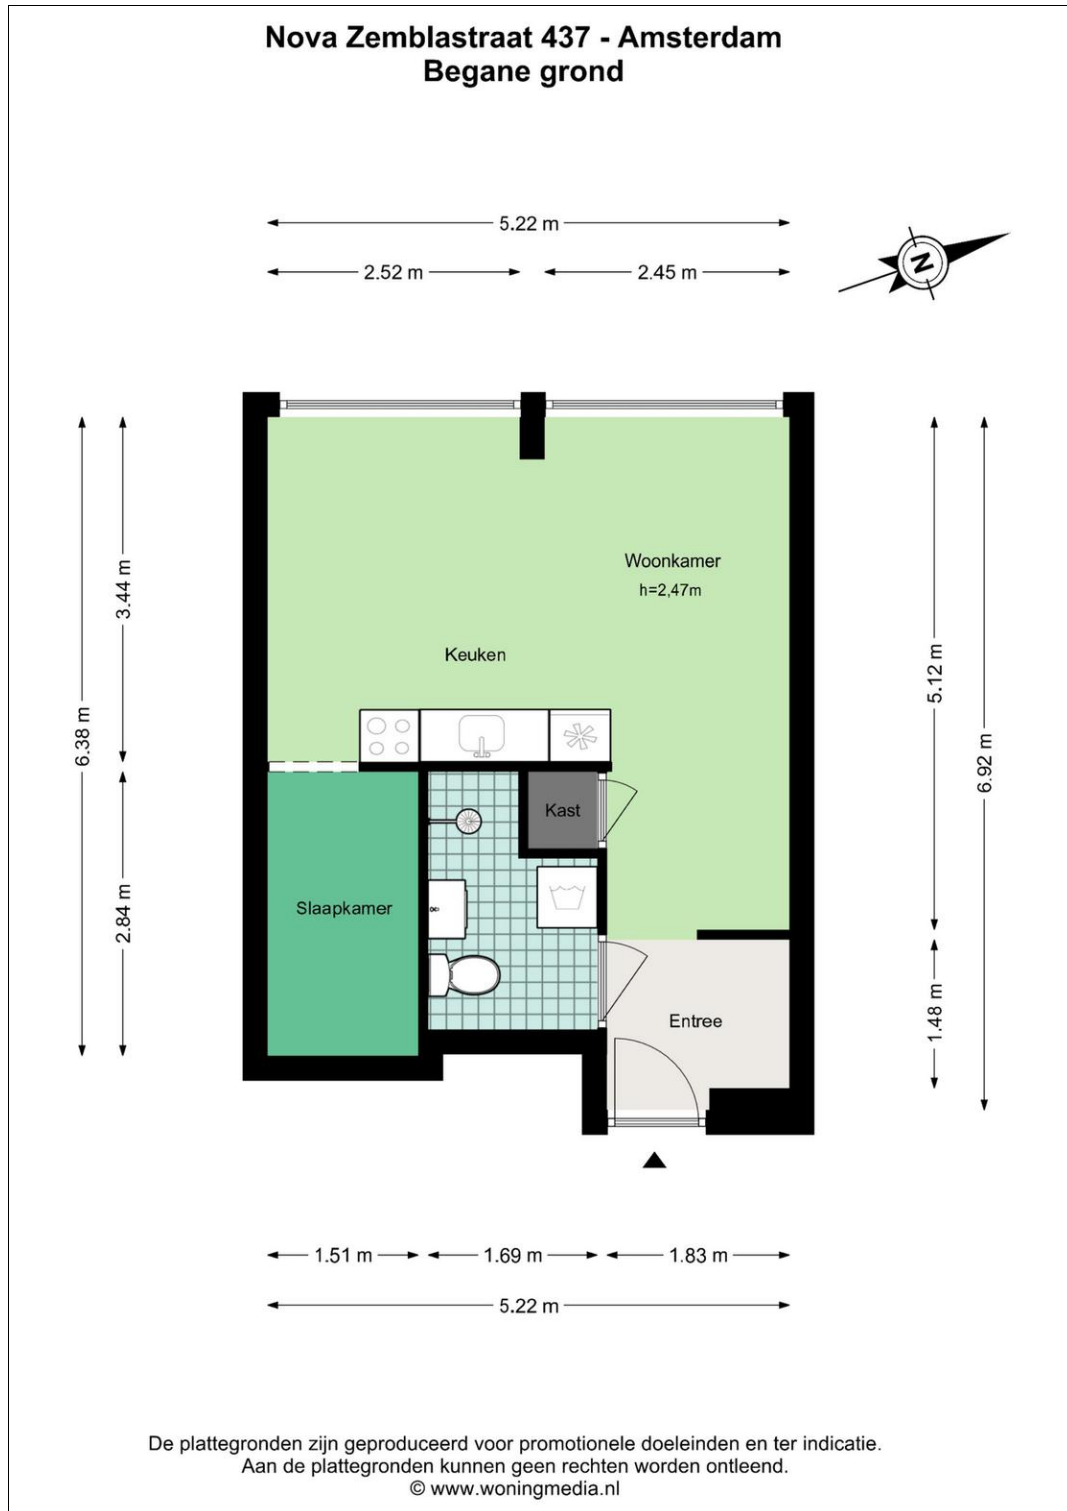 Nova Zemblastraat 437 - Amsterdam
Begane grond
5.22 m
2.52 m
2.45 m
N
Woonkamer
h=2,47m
Keuken
3.44 m
6.38 m
5.12 m
6.92 m
Kast
Slaapkamer
2.84 m
1.48 m
Entree
1.51 m
1.69 m
1.83 m
5.22 m
De plattegronden zijn geproduceerd voor promotionele doeleinden en ter indicatie.
Aan de plattegronden kunnen geen rechten worden ontleend.
© www.woningmedia.nl